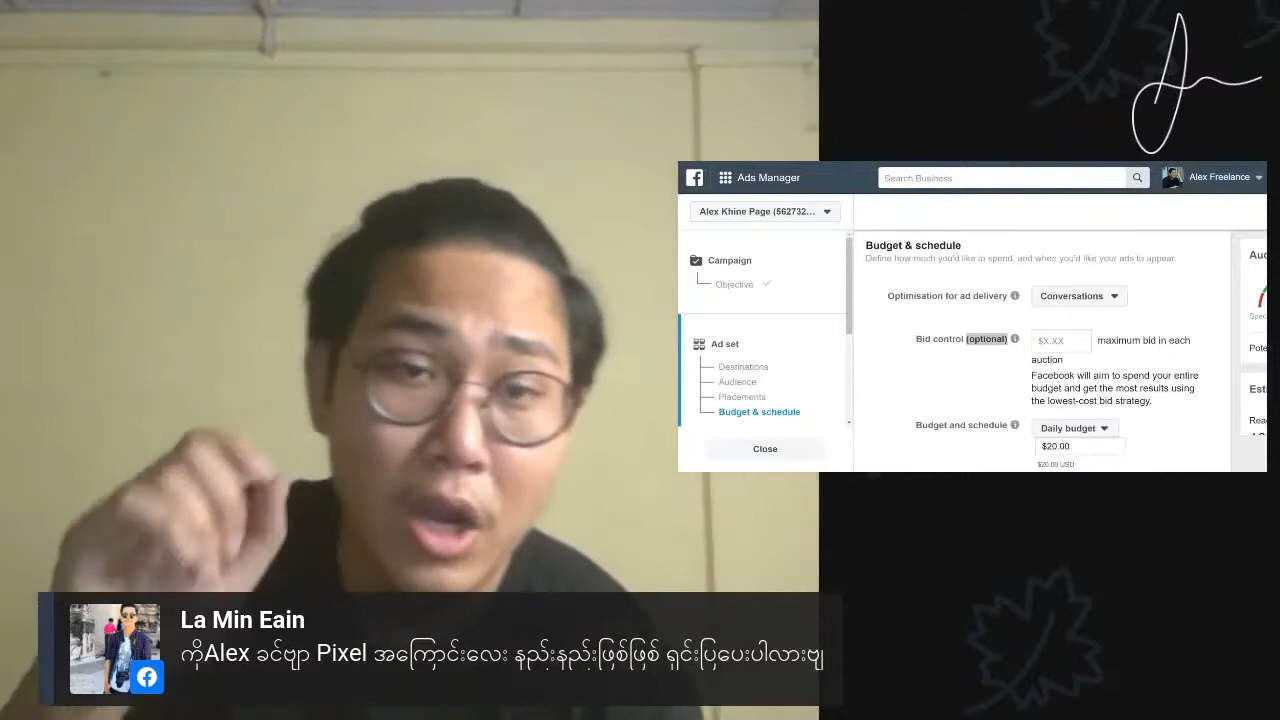 Ads Manager
Search Business
Alex Freelance
Alex Khine Page (562732...
Campaign
Objective
Ad set
Destinations
Audience
Placements
Budget & schedule
Close
Budget & schedule
Define how much you'd like to spend, and when you'd like your ads to appear.
Optimisation for ad delivery
Conversations
Bid control (optional)
$X.XX
maximum bid in each
auction
Facebook will aim to spend your entire
budget and get the most results using
the lowest-cost bid strategy.
Budget and schedule
Daily budget
$20.00
$20.00 USD
La Min Eain
ကိုAlex ခင်ဗျာ Pixel အကြောင်းလေး နည်းနည်းဖြစ်ဖြစ် ရှင်းပြပေးပါလားဗျ